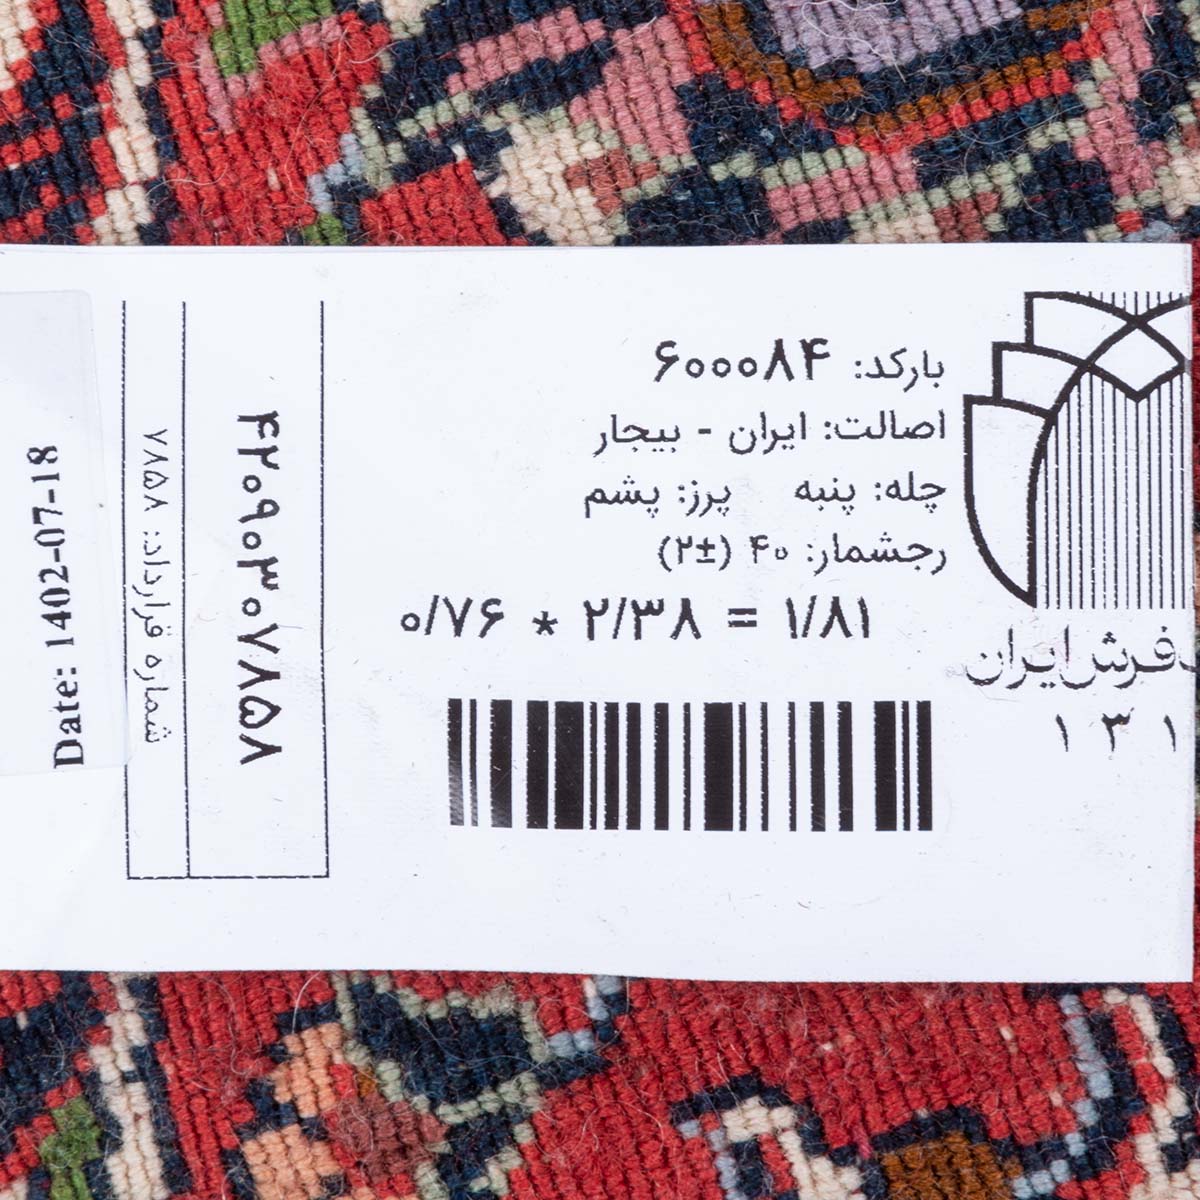 بارکد: ۶۰۰۰۸۴
اصالت: ایران - بیجار
چله: پنبه پرز: پشم
رجشمار: ۴۰ (±۲)
۰/۷۶ * ۲/۳۸ = ۱/۸۱
فرش ایران
۱۳۱
۴۲۰۹۰۳۰۷۸۵۸
شماره قرارداد: ۷۸۵۸
Date: 1402-07-18